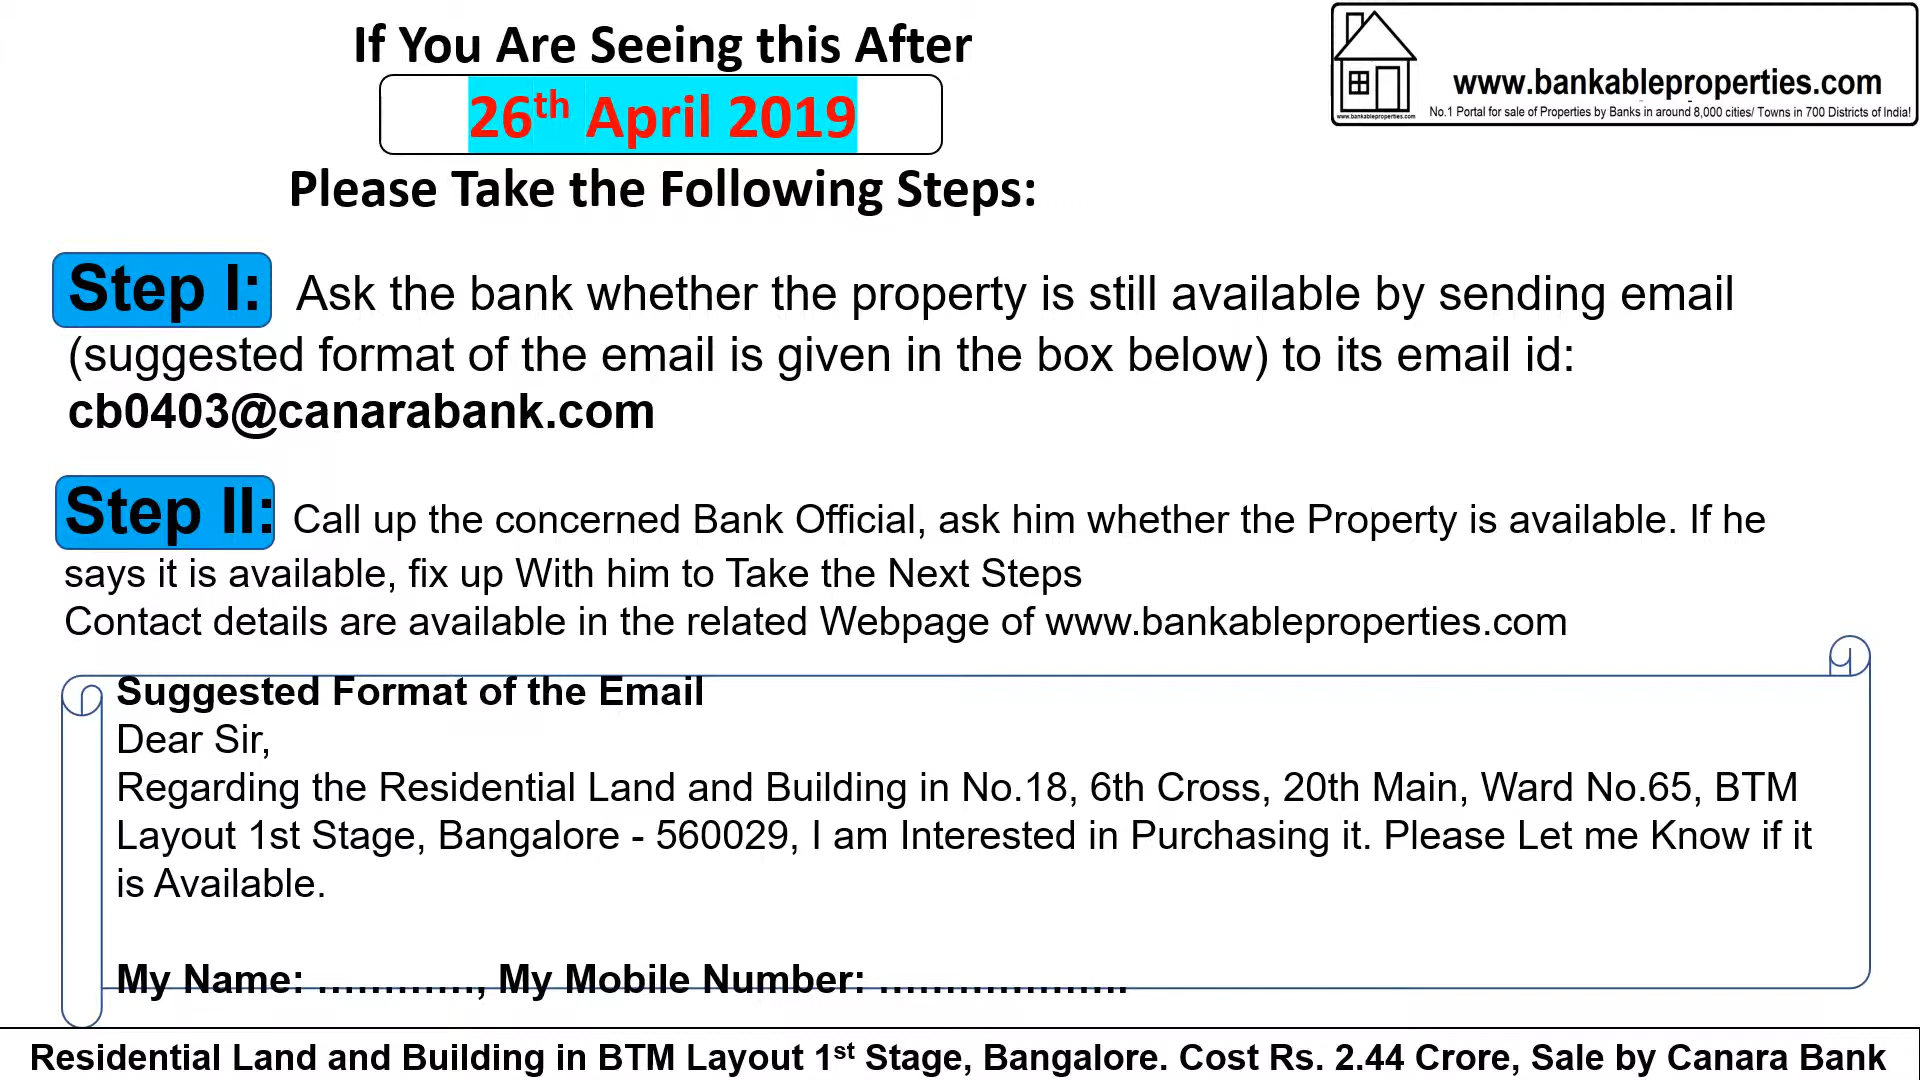 If You Are Seeing this After
26th April 2019
Please Take the Following Steps:
www.bankableproperties.com
No.1 Portal for sale of Properties by Banks in around 8,000 cities/ Towns in 700 Districts of India!
www.bankableproperties.com
Step I: Ask the bank whether the property is still available by sending email
(suggested format of the email is given in the box below) to its email id:
cb0403@canarabank.com
Step II: Call up the concerned Bank Official, ask him whether the Property is available. If he
says it is available, fix up With him to Take the Next Steps
Contact details are available in the related Webpage of www.bankableproperties.com
Suggested Format of the Email
Dear Sir,
Regarding the Residential Land and Building in No.18, 6th Cross, 20th Main, Ward No.65, BTM
Layout 1st Stage, Bangalore - 560029, I am Interested in Purchasing it. Please Let me Know if it
is Available.
My Name: …………, My Mobile Number: ……………….
Residential Land and Building in BTM Layout 1st Stage, Bangalore. Cost Rs. 2.44 Crore, Sale by Canara Bank